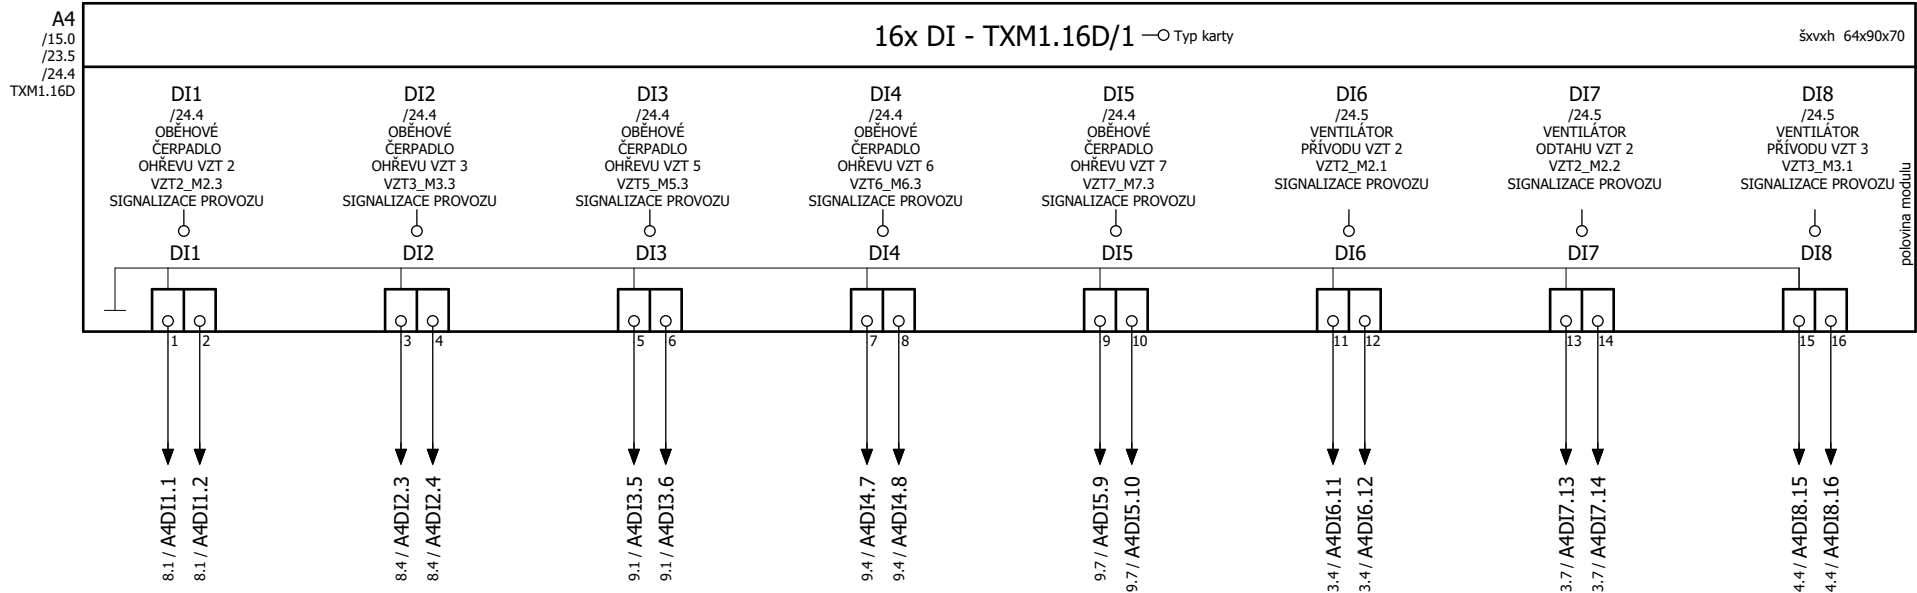 A4
/15.0
/23.5
/24.4
TXM1.16D
16x DI - TXM1.16D/1
Typ karty
šxvxh 64x90x70
DI1
/24.4
OBĚHOVÉ
ČERPADLO
OHŘEVU VZT 2
VZT2_M2.3
SIGNALIZACE PROVOZU
DI1
DI2
/24.4
OBĚHOVÉ
ČERPADLO
OHŘEVU VZT 3
VZT3_M3.3
SIGNALIZACE PROVOZU
DI2
DI3
/24.4
OBĚHOVÉ
ČERPADLO
OHŘEVU VZT 5
VZT5_M5.3
SIGNALIZACE PROVOZU
DI3
DI4
/24.4
OBĚHOVÉ
ČERPADLO
OHŘEVU VZT 6
VZT6_M6.3
SIGNALIZACE PROVOZU
DI4
DI5
/24.4
OBĚHOVÉ
ČERPADLO
OHŘEVU VZT 7
VZT7_M7.3
SIGNALIZACE PROVOZU
DI5
DI6
/24.5
VENTILÁTOR
PŘÍVODU VZT 2
VZT2_M2.1
SIGNALIZACE PROVOZU
DI6
DI7
/24.5
VENTILÁTOR
ODTAHU VZT 2
VZT2_M2.2
SIGNALIZACE PROVOZU
DI7
DI8
/24.5
VENTILÁTOR
PŘÍVODU VZT 3
VZT3_M3.1
SIGNALIZACE PROVOZU
DI8
polovina modulu
1 2 3 4 5 6 7 8 9 10 11 12 13 14 15 16
8.1 / A4DI1.1
8.1 / A4DI1.2
8.4 / A4DI2.3
8.4 / A4DI2.4
9.1 / A4DI3.5
9.1 / A4DI3.6
9.4 / A4DI4.7
9.4 / A4DI4.8
9.7 / A4DI5.9
9.7 / A4DI5.10
3.4 / A4DI6.11
3.4 / A4DI6.12
3.7 / A4DI7.13
3.7 / A4DI7.14
4.4 / A4DI8.15
4.4 / A4DI8.16